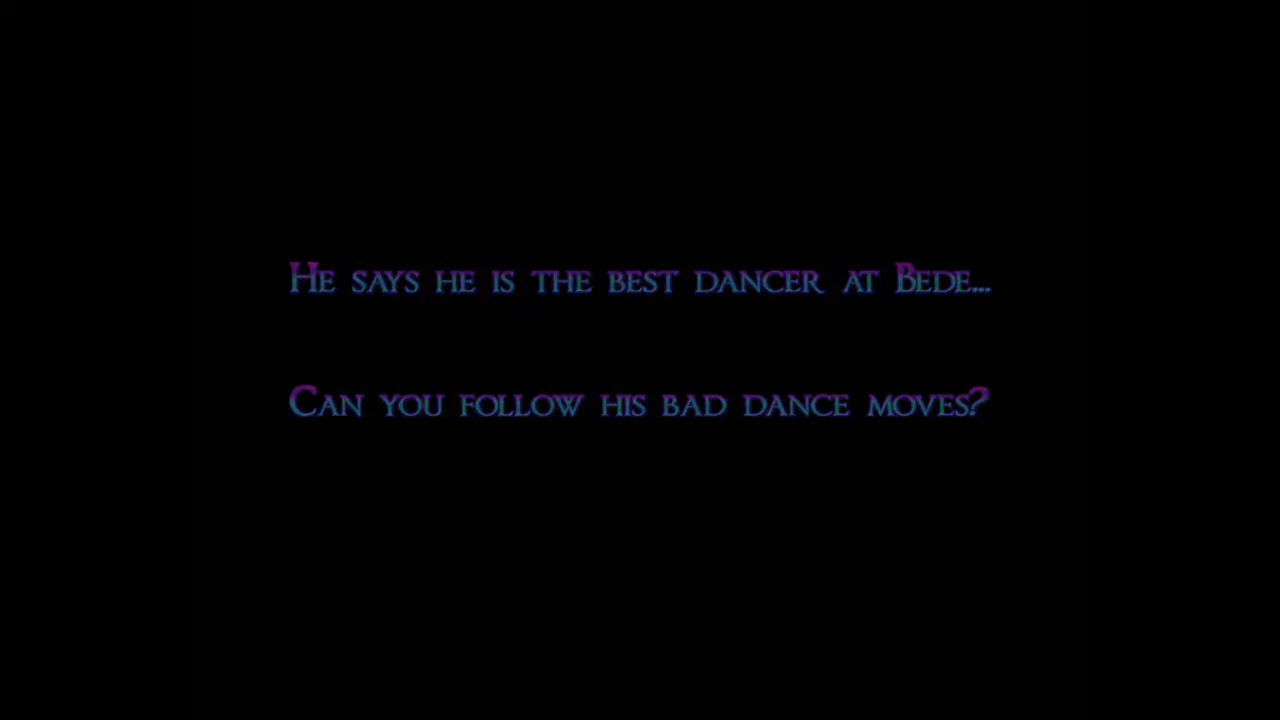 He says he is the best dancer at Bede...
Can you follow his bad dance moves?